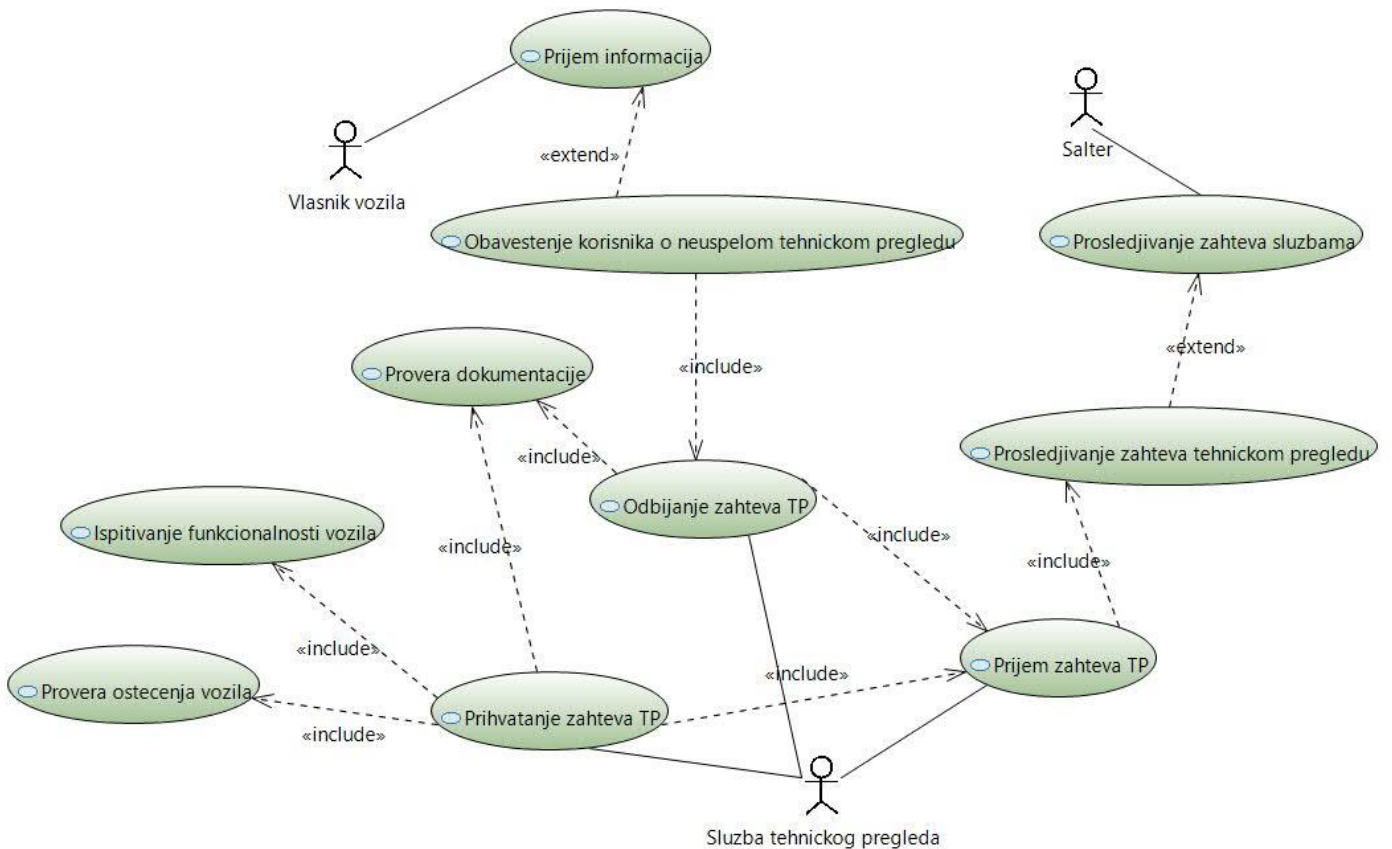 Prijem informacija
Salter
«extend»
Vlasnik vozila
Obavestenje korisnika o neuspelom tehnickom pregledu
Prosledjivanje zahteva sluzbama
«extend»
«include»
Provera dokumentacije
«include»
Prosledjivanje zahteva tehnickom pregledu
Odbijanje zahteva TP
Ispitivanje funkcionalnosti vozila
«include»
«include»
«include»
«include»
«include»
Prijem zahteva TP
Provera ostecenja vozila
Prihvatanje zahteva TP
«include»
Sluzba tehnickog pregleda